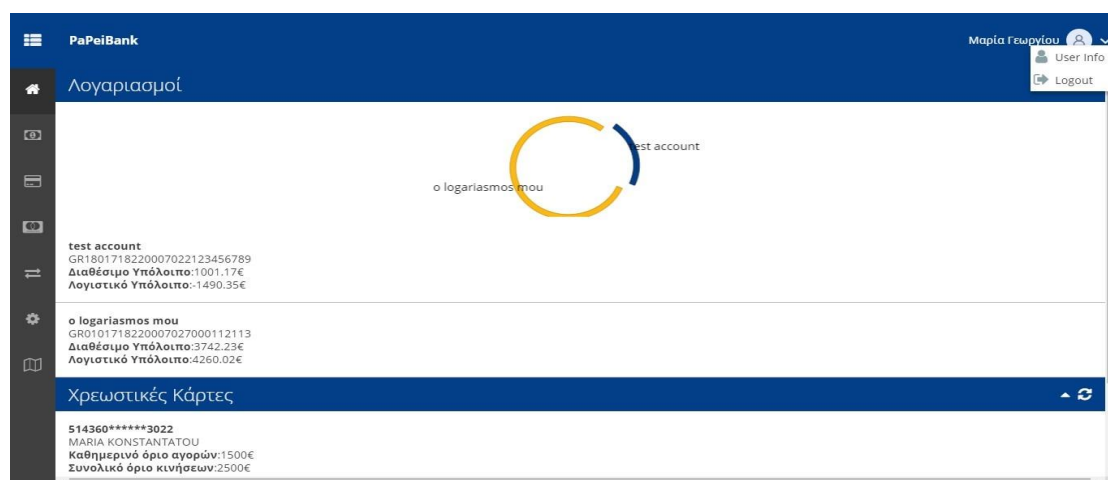 PaPeiBank
Μαρία Γεωργίου
User Info
Logout
Λογαριασμοί
test account
o logariasmos mou
test account
GR1801718220007022123456789
Διαθέσιμο Υπόλοιπο:1001.17€
Λογιστικό Υπόλοιπο:-1490.35€
o logariasmos mou
GR0101718220007027000112113
Διαθέσιμο Υπόλοιπο:3742.23€
Λογιστικό Υπόλοιπο:4260.02€
Χρεωστικές Κάρτες
514360******3022
MARIA KONSTANTATOU
Καθημερινό όριο αγορών:1500€
Συνολικό όριο κινήσεων:2500€